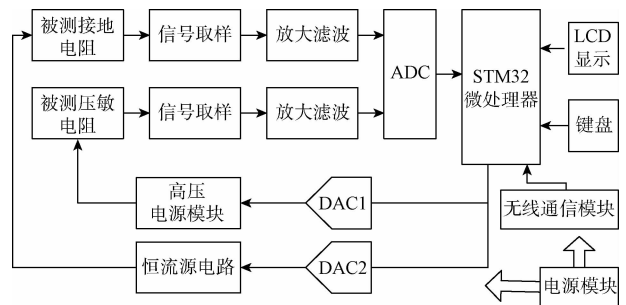 被测接地
电阻
信号取样
放大滤波
ADC
STM32
微处理器
LCD
显示
被测压敏
电阻
信号取样
放大滤波
键盘
高压
电源模块
DAC1
无线通信模块
恒流源电路
DAC2
电源模块